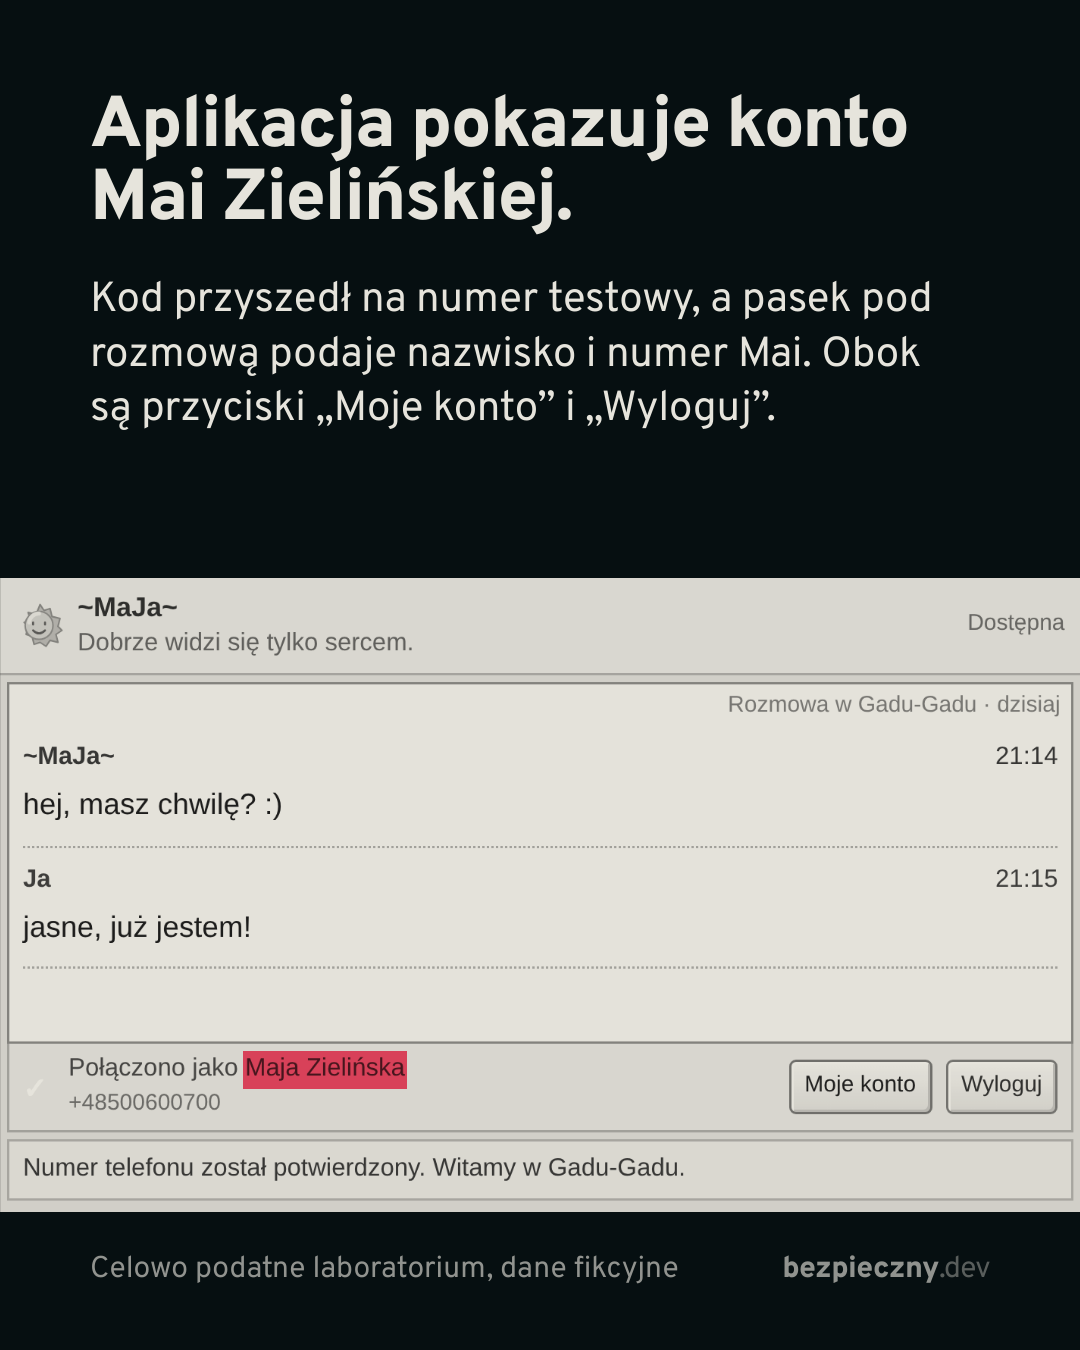 Aplikacja pokazuje konto
Mai Zielińskiej.
Kod przyszedł na numer testowy, a pasek pod
rozmową podaje nazwisko i numer Mai. Obok
są przyciski „Moje konto” i „Wyloguj”.
~MaJa~
Dobrze widzi się tylko sercem.
Dostępna
Rozmowa w Gadu-Gadu · dzisiaj
~MaJa~ 21:14
hej, masz chwilę? :)
Ja 21:15
jasne, już jestem!
Połączono jako Maja Zielińska
+48500600700
Moje konto Wyloguj
Numer telefonu został potwierdzony. Witamy w Gadu-Gadu.
Celowo podatne laboratorium, dane fikcyjne bezpieczny.dev